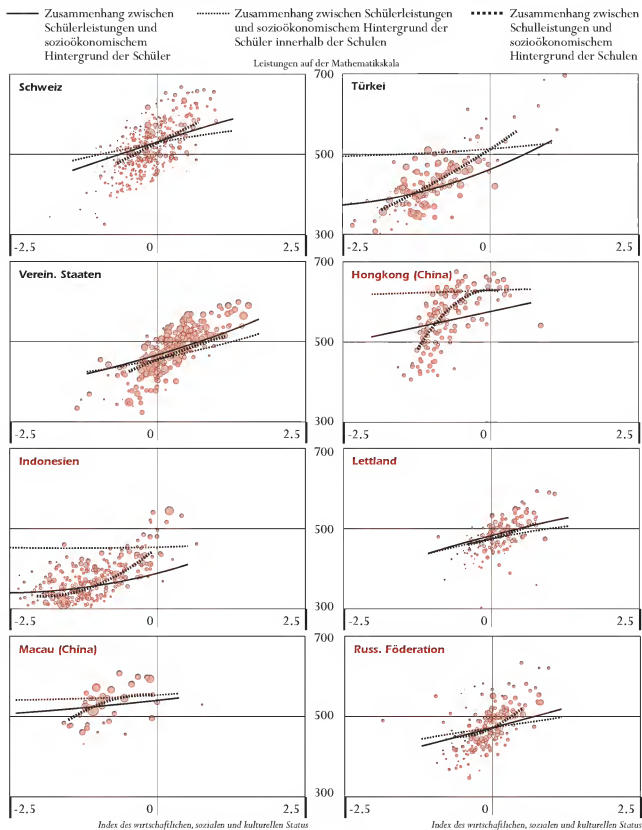 Zusammenhang zwischen
Schülerleistungen und
sozioökonomischem
Hintergrund der Schüler
Zusammenhang zwischen Schülerleistungen
und sozioökonomischem Hintergrund der
Schüler innerhalb der Schulen
Zusammenhang zwischen
Schulleistungen und
sozioökonomischem
Hintergrund der Schulen
Leistungen auf der Mathematikskala
Schweiz
700
500
300
-2.5 0 2.5
Türkei
-2.5 0 2.5
Verein. Staaten
700
500
300
-2.5 0 2.5
Hongkong (China)
-2.5 0 2.5
Indonesien
700
500
300
-2.5 0 2.5
Lettland
-2.5 0 2.5
Macau (China)
700
500
300
-2.5 0 2.5
Russ. Föderation
-2.5 0 2.5
Index des wirtschaftlichen, sozialen und kulturellen Status
Index des wirtschaftlichen, sozialen und kulturellen Status